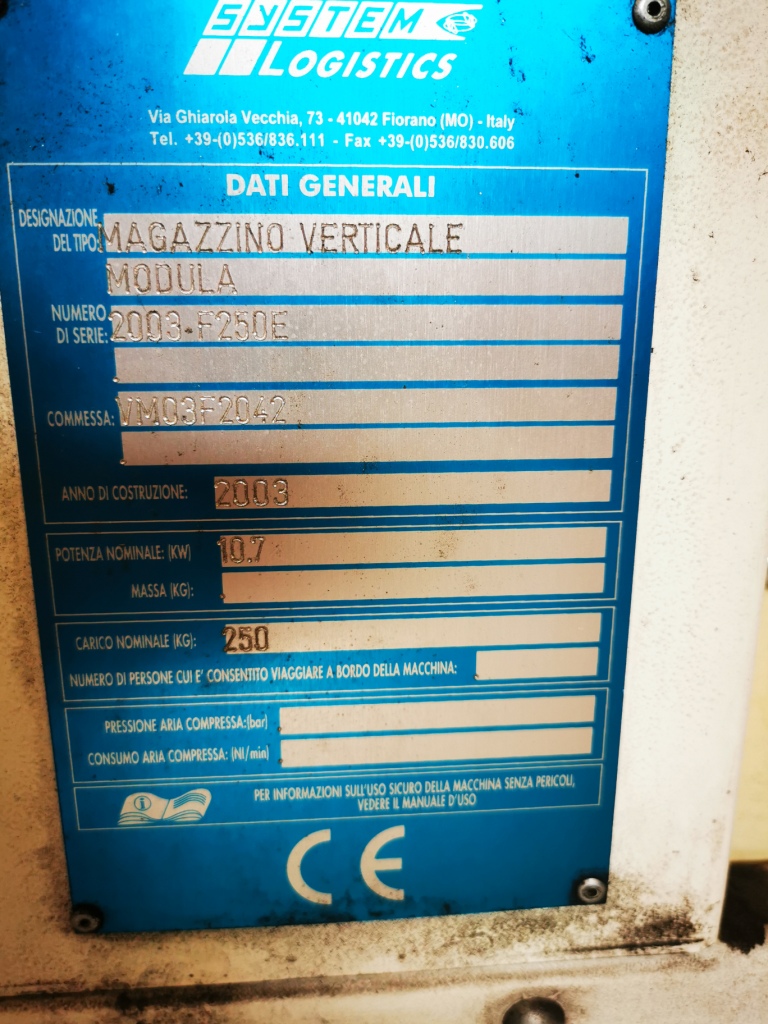 SYSTEM
LOGISTICS
Via Ghiarola Vecchia, 73 - 41042 Fiorano (MO) - Italy
Tel. +39-(0)536/836.111 - Fax +39-(0)536/830.606
DATI GENERALI
DESIGNAZIONE
DEL TIPO: MAGAZZINO VERTICALE
MODULA
NUMERO
DI SERIE: 2003-F250E
COMMESSA: VM03F2042
ANNO DI COSTRUZIONE: 2003
POTENZA NOMINALE: (KW) 10.7
MASSA (KG):
CARICO NOMINALE (KG): 250
NUMERO DI PERSONE CUI E' CONSENTITO VIAGGIARE A BORDO DELLA MACCHINA:
PRESSIONE ARIA COMPRESSA:(bar)
CONSUMO ARIA COMPRESSA: (Nl/min)
PER INFORMAZIONI SULL'USO SICURO DELLA MACCHINA SENZA PERICOLI,
VEDERE IL MANUALE D'USO
CE